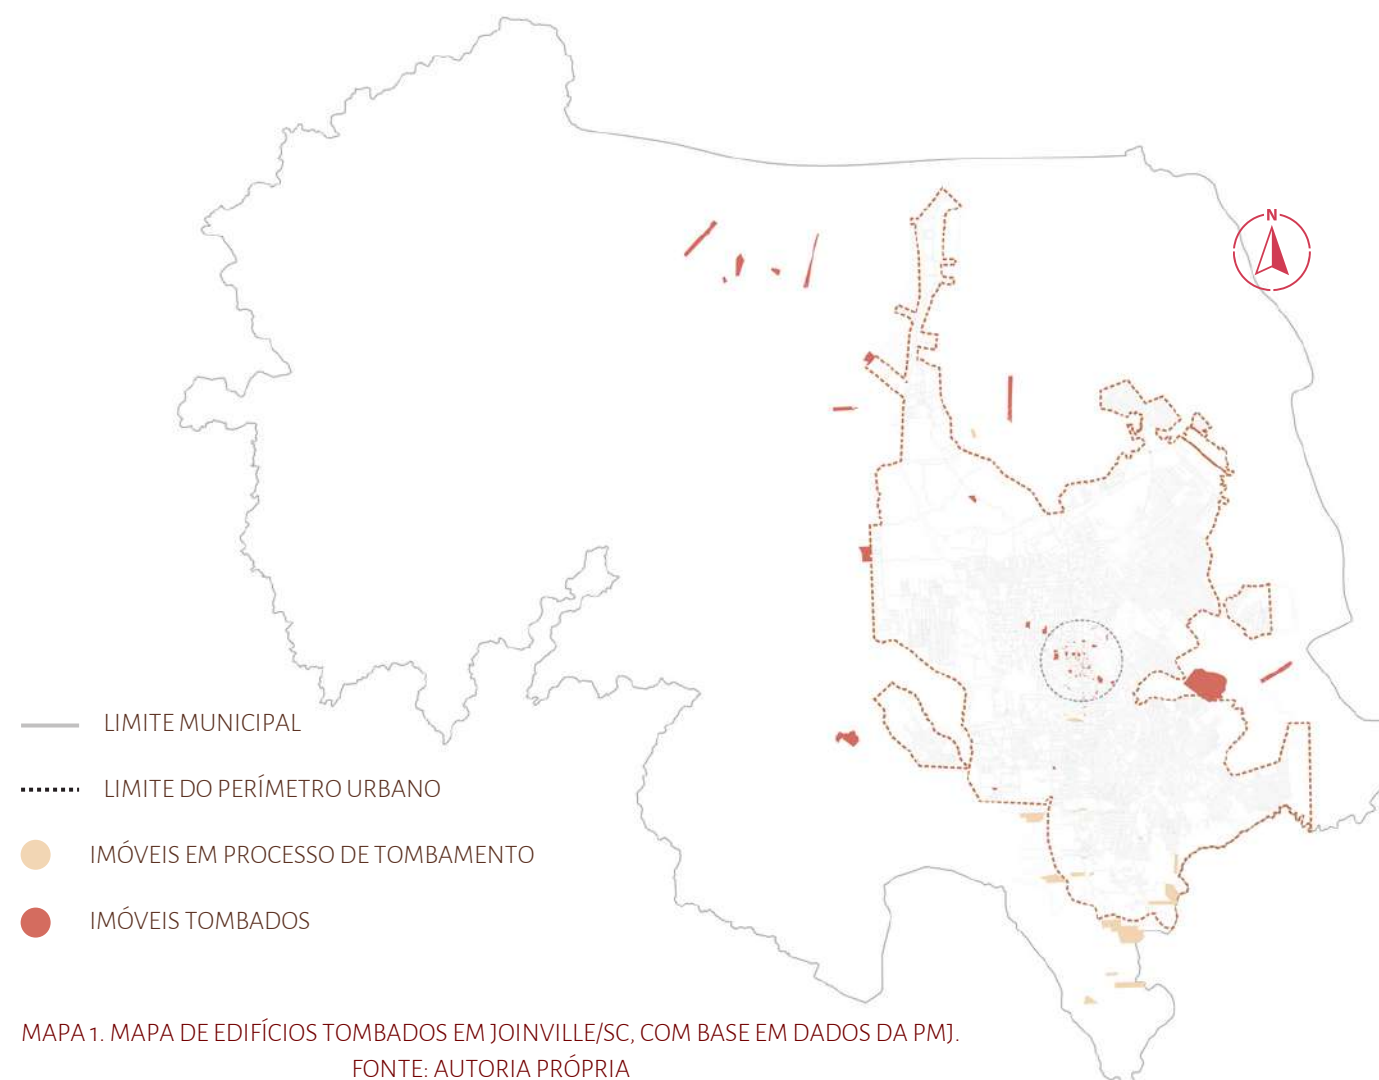 N
LIMITE MUNICIPAL
LIMITE DO PERÍMETRO URBANO
IMÓVEIS EM PROCESSO DE TOMBAMENTO
IMÓVEIS TOMBADOS
MAPA 1. MAPA DE EDIFÍCIOS TOMBADOS EM JOINVILLE/SC, COM BASE EM DADOS DA PMJ.
FONTE: AUTORIA PRÓPRIA